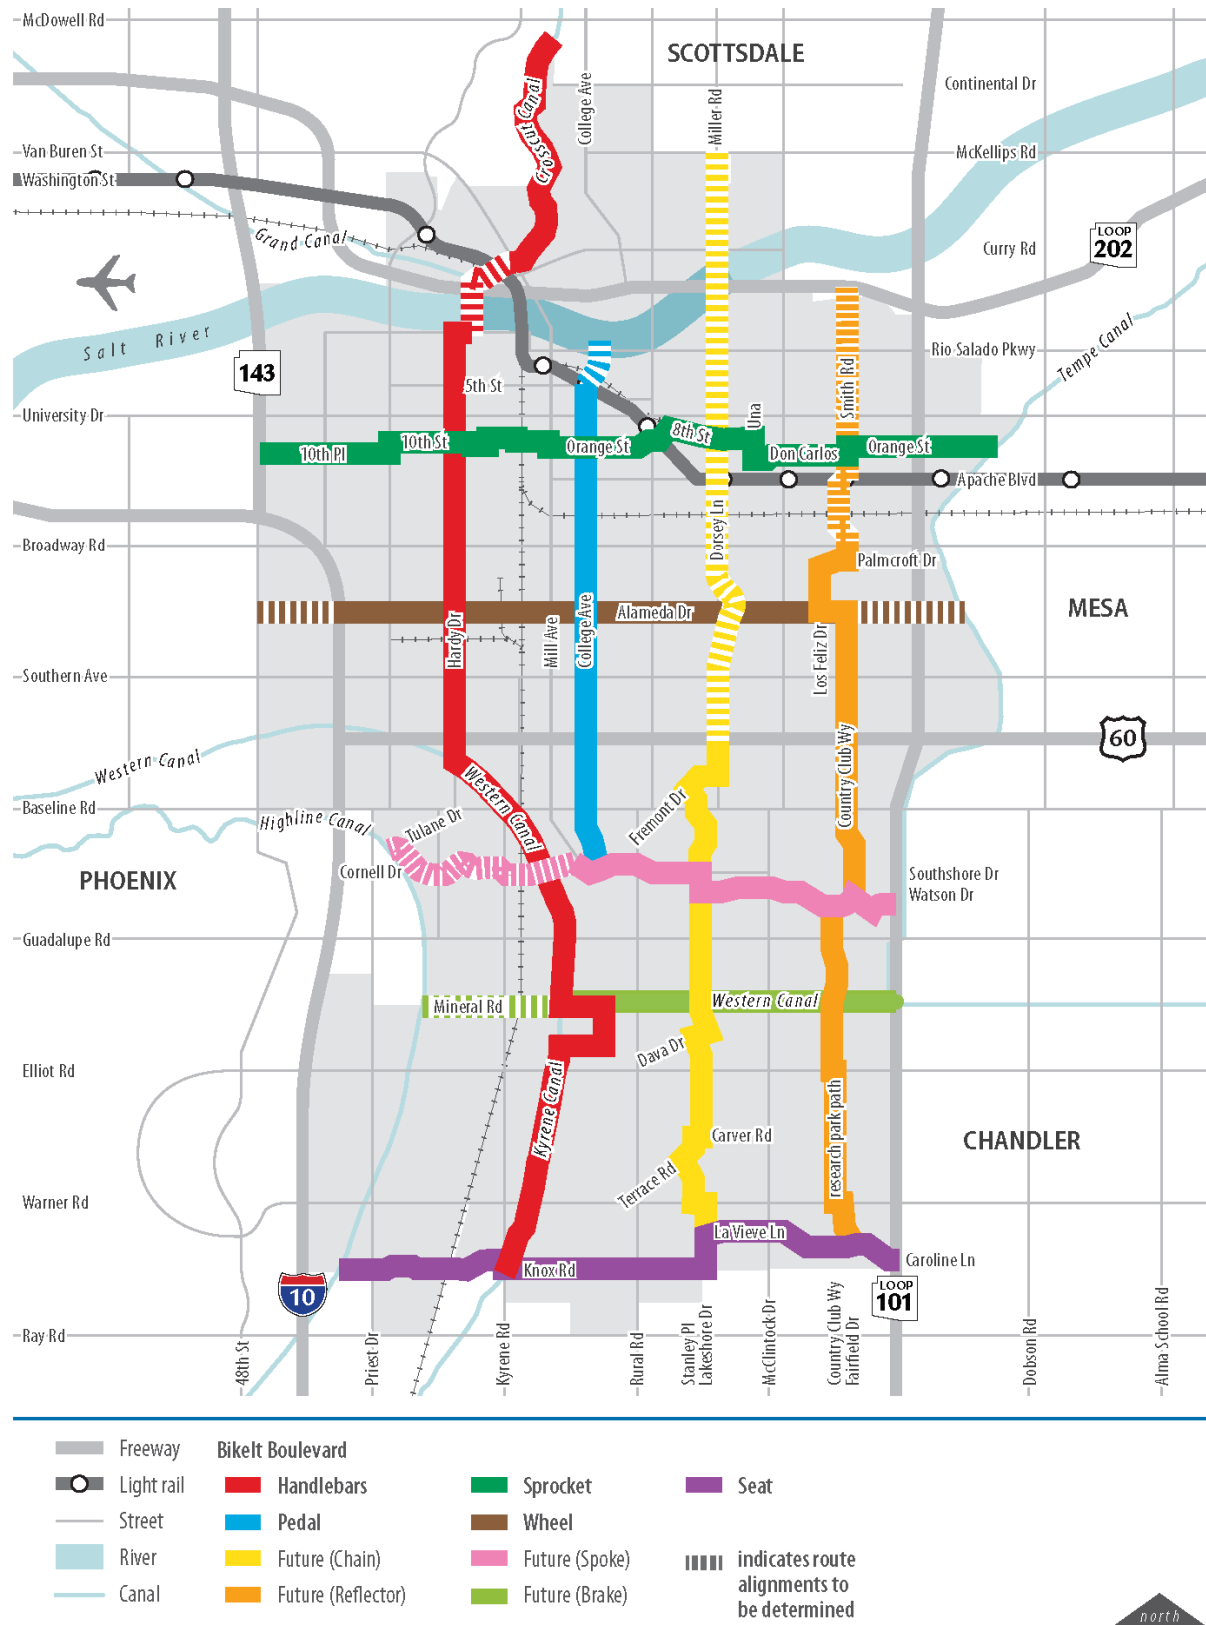 McDowell Rd
SCOTTSDALE
Continental Dr
College Ave
Miller Rd
Crosscut Canal
Van Buren St
McKellips Rd
Washington St
Grand Canal
LOOP
202
Curry Rd
Salt River
Tempe Canal
Rio Salado Pkwy
143
5th St
Smith Rd
University Dr
Una
8th St
10th St
10th Pl
Orange St
Don Carlos
Orange St
Apache Blvd
Dorsey Ln
Broadway Rd
Palmcroft Dr
Alameda Dr
MESA
Hardy Dr
Mill Ave
College Ave
Los Feliz Dr
Southern Ave
60
Western Canal
Country Club Wy
Western Canal
Baseline Rd
Fremont Dr
Highline Canal
Tulane Dr
Cornell Dr
PHOENIX
Southshore Dr
Watson Dr
Guadalupe Rd
Mineral Rd
Western Canal
Dava Dr
Elliot Rd
Kyrene Canal
research park path
Carver Rd
CHANDLER
Terrace Rd
Warner Rd
La Vieve Ln
Knox Rd
Caroline Ln
10
LOOP
101
Ray Rd
48th St
Priest Dr
Kyrene Rd
Rural Rd
Stanley Pl
Lakeshore Dr
McClintock Dr
Country Club Wy
Fairfield Dr
Dobson Rd
Alma School Rd
Freeway
Light rail
Street
River
Canal
BikeIt Boulevard
Handlebars
Pedal
Future (Chain)
Future (Reflector)
Sprocket
Wheel
Future (Spoke)
Future (Brake)
Seat
indicates route
alignments to
be determined
north